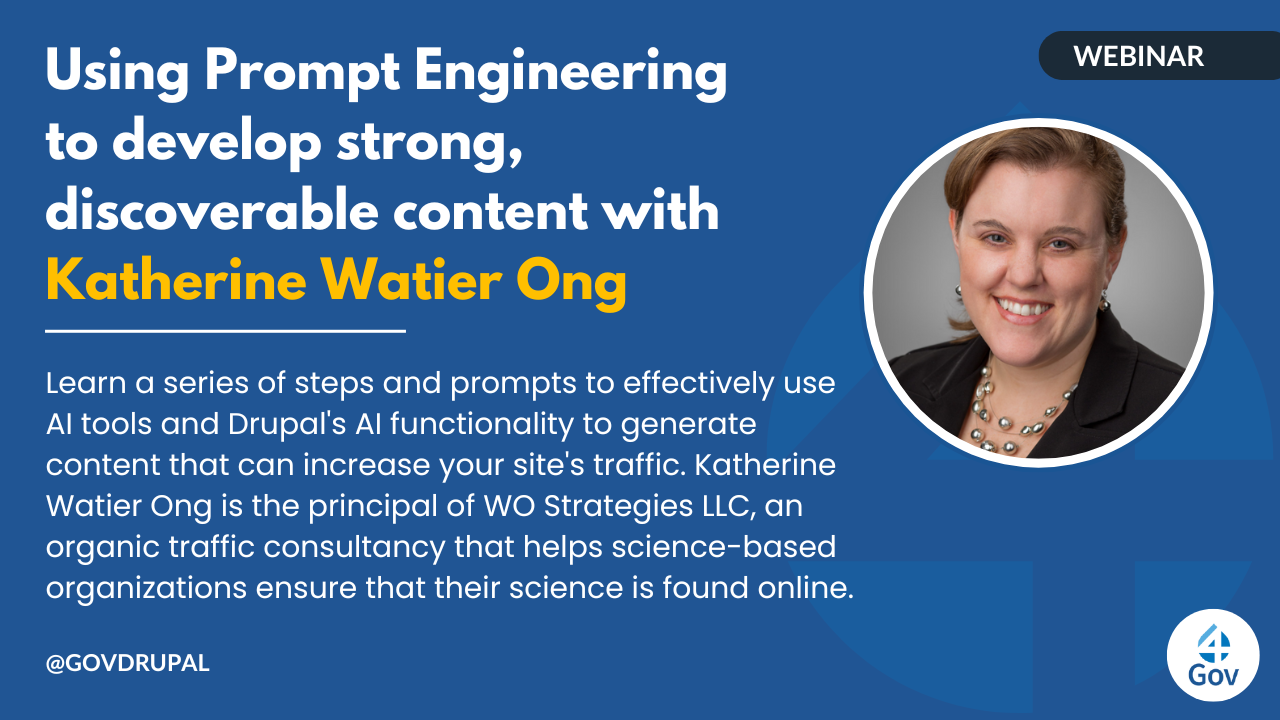 Using Prompt Engineering
to develop strong,
discoverable content with
Katherine Watier Ong
WEBINAR
Learn a series of steps and prompts to effectively use
AI tools and Drupal's AI functionality to generate
content that can increase your site's traffic. Katherine
Watier Ong is the principal of WO Strategies LLC, an
organic traffic consultancy that helps science-based
organizations ensure that their science is found online.
@GOVDRUPAL
4
Gov